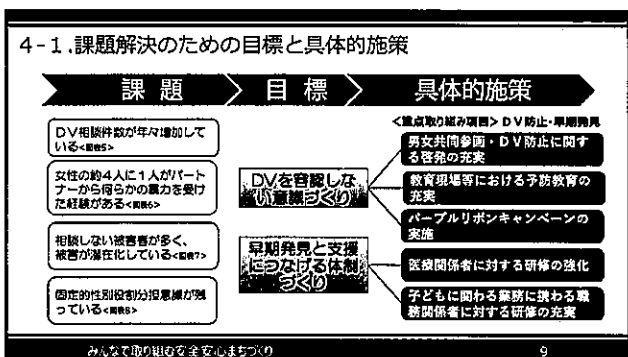 4-1.課題解決のための目標と具体的施策
課題
目標
具体的施策
DV相談件数が年々増加して
いる<図表5>
女性の約4人に1人がパート
ナーから何らかの暴力を受け
た経験がある<図表6>
相談しない被害者が多く、
被害が潜在化している<図表7>
固定的性別役割分担意識が残
っている<図表8>
DVを容認しな
い意識づくり
早期発見と支援
につなげる体制
づくり
<重点取り組み項目>DV防止・早期発見
男女共同参画・DV防止に関す
る啓発の充実
教育現場等における予防教育の
充実
パープルリボンキャンペーンの
実施
医療関係者に対する研修の強化
子どもに関わる業務に携わる職
務関係者に対する研修の充実
みんなで取り組む安全安心まちづくり
9